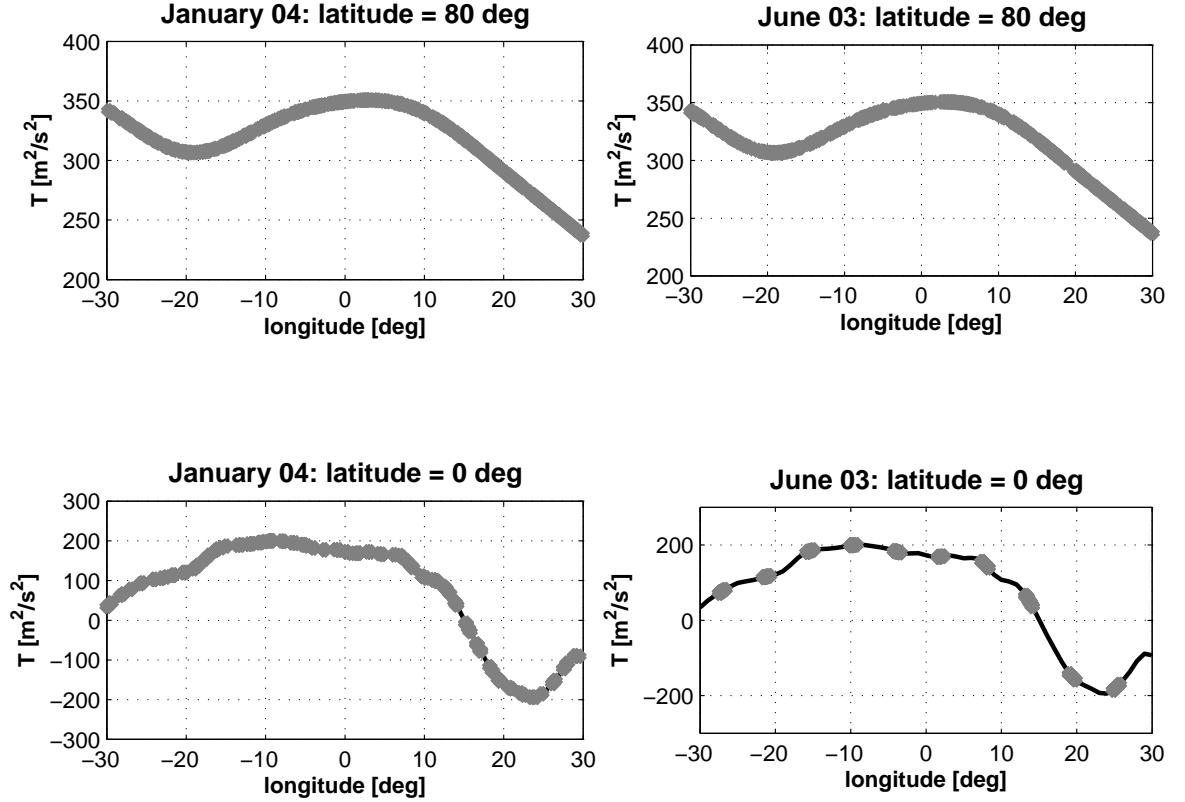 January 04: latitude = 80 deg
400
350
300
250
200
T [m²/s²]
−30 −20 −10 0 10 20 30
longitude [deg]
June 03: latitude = 80 deg
400
350
300
250
200
T [m²/s²]
−30 −20 −10 0 10 20 30
longitude [deg]
January 04: latitude = 0 deg
300
200
100
0
−100
−200
−300
T [m²/s²]
−30 −20 −10 0 10 20 30
longitude [deg]
June 03: latitude = 0 deg
200
0
−200
T [m²/s²]
−30 −20 −10 0 10 20 30
longitude [deg]